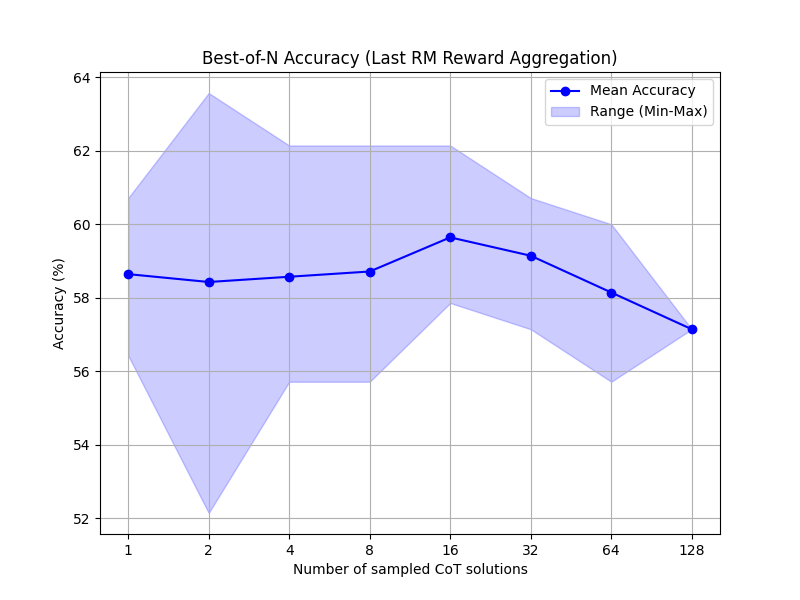 Best-of-N Accuracy (Last RM Reward Aggregation)
Mean Accuracy
Range (Min-Max)
Accuracy (%)
64
62
60
58
56
54
52
1 2 4 8 16 32 64 128
Number of sampled CoT solutions